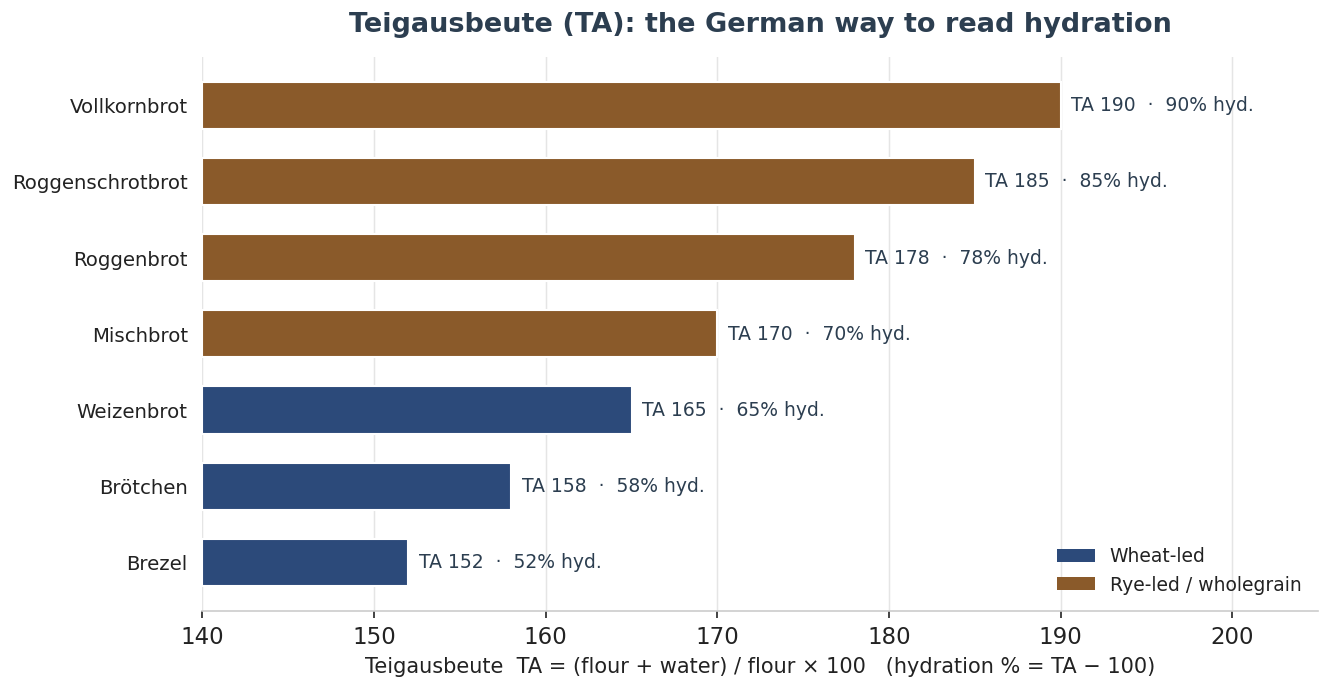 Teigausbeute (TA): the German way to read hydration
Vollkornbrot TA 190 · 90% hyd.
Roggenschrotbrot TA 185 · 85% hyd.
Roggenbrot TA 178 · 78% hyd.
Mischbrot TA 170 · 70% hyd.
Weizenbrot TA 165 · 65% hyd.
Brötchen TA 158 · 58% hyd.
Brezel TA 152 · 52% hyd.
Wheat-led
Rye-led / wholegrain
140 150 160 170 180 190 200
Teigausbeute TA = (flour + water) / flour × 100 (hydration % = TA − 100)